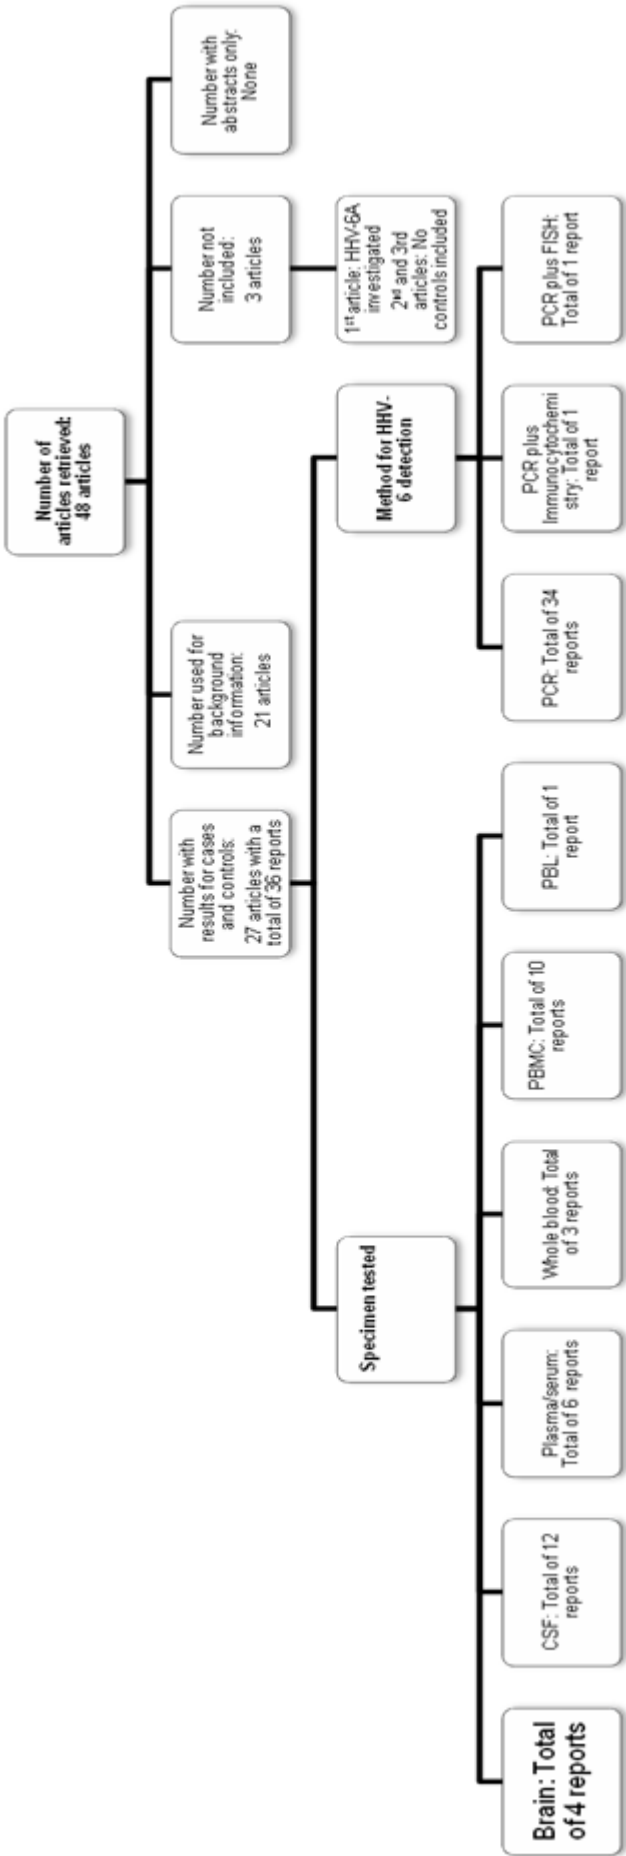 Number of
articles retrieved:
48 articles
Number with
results for cases
and controls:
27 articles with a
total of 36 reports
Number used for
background
information:
21 articles
Number not
included:
3 articles
Number with
abstracts only:
None
Specimen tested
Method for HHV-
6 detection
1st article: HHV-6A
investigated
2nd and 3rd
articles: No
controls included
Brain: Total
of 4 reports
CSF: Total of 12
reports
Plasma/serum:
Total of 6 reports
Whole blood: Total
of 3 reports
PBMC: Total of 10
reports
PBL: Total of 1
report
PCR: Total of 34
reports
PCR plus
Immunocytochemi
stry: Total of 1
report
PCR plus FISH:
Total of 1 report